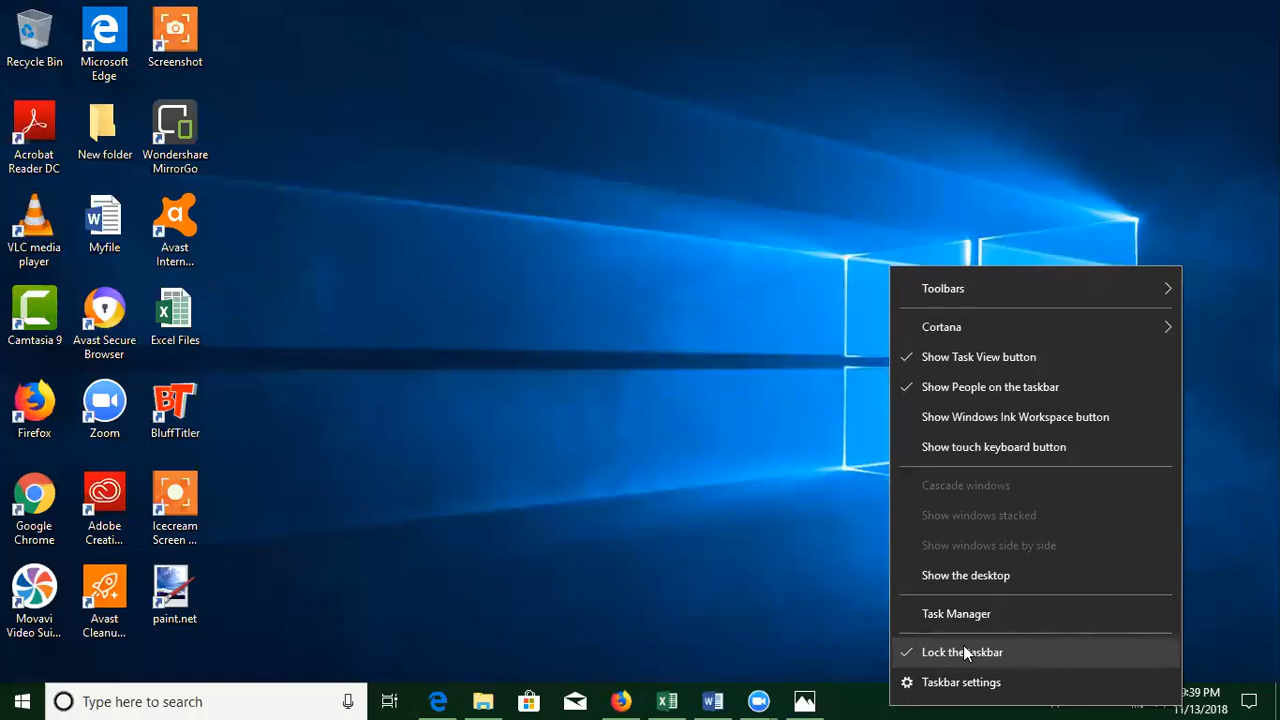 Recycle Bin
Microsoft
Edge
Screenshot
Acrobat
Reader DC
New folder
Wondershare
MirrorGo
VLC media
player
Myfile
Avast
Intern...
Camtasia 9
Avast Secure
Browser
Excel Files
Firefox
Zoom
BluffTitler
Google
Chrome
Adobe
Creati...
Icecream
Screen ...
Movavi
Video Sui...
Avast
Cleanu...
paint.net
Toolbars
Cortana
Show Task View button
Show People on the taskbar
Show Windows Ink Workspace button
Show touch keyboard button
Cascade windows
Show windows stacked
Show windows side by side
Show the desktop
Task Manager
Lock the taskbar
Taskbar settings
Type here to search
9:39 PM
11/13/2018